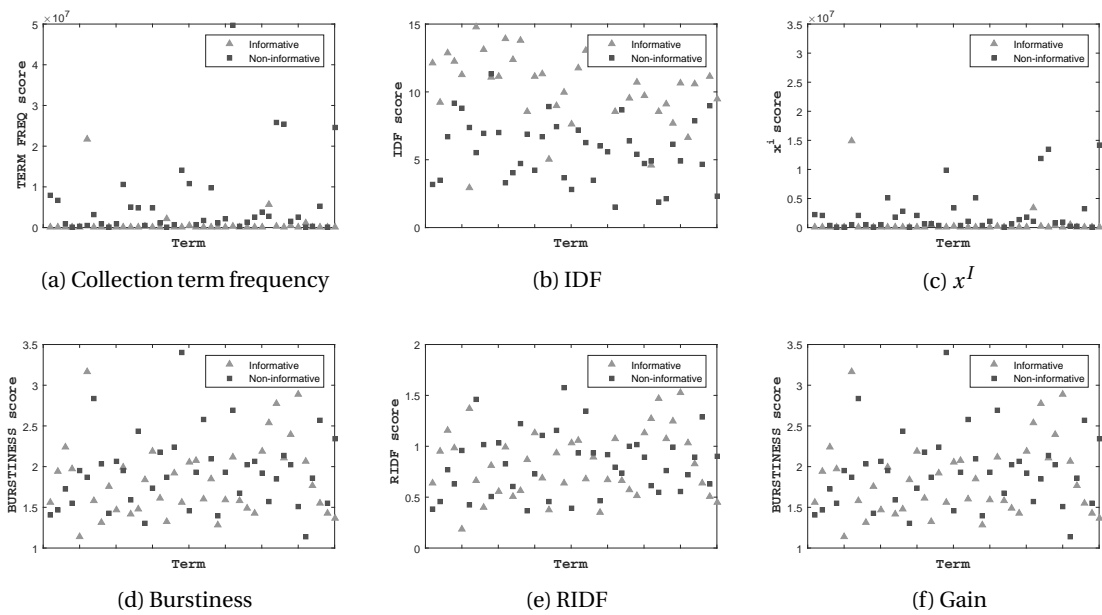 ×10⁷
5
4
3
2
1
0
TERM FREQ score
Informative
Non-informative
Term
(a) Collection term frequency
15
10
5
0
IDF score
Informative
Non-informative
Term
(b) IDF
×10⁷
3.5
3
2.5
2
1.5
1
0.5
0
xⁱ score
Informative
Non-informative
Term
(c) xᴵ
3.5
3
2.5
2
1.5
1
BURSTINESS score
Informative
Non-informative
Term
(d) Burstiness
2
1.5
1
0.5
0
RIDF score
Informative
Non-informative
Term
(e) RIDF
3.5
3
2.5
2
1.5
1
BURSTINESS score
Informative
Non-informative
Term
(f) Gain